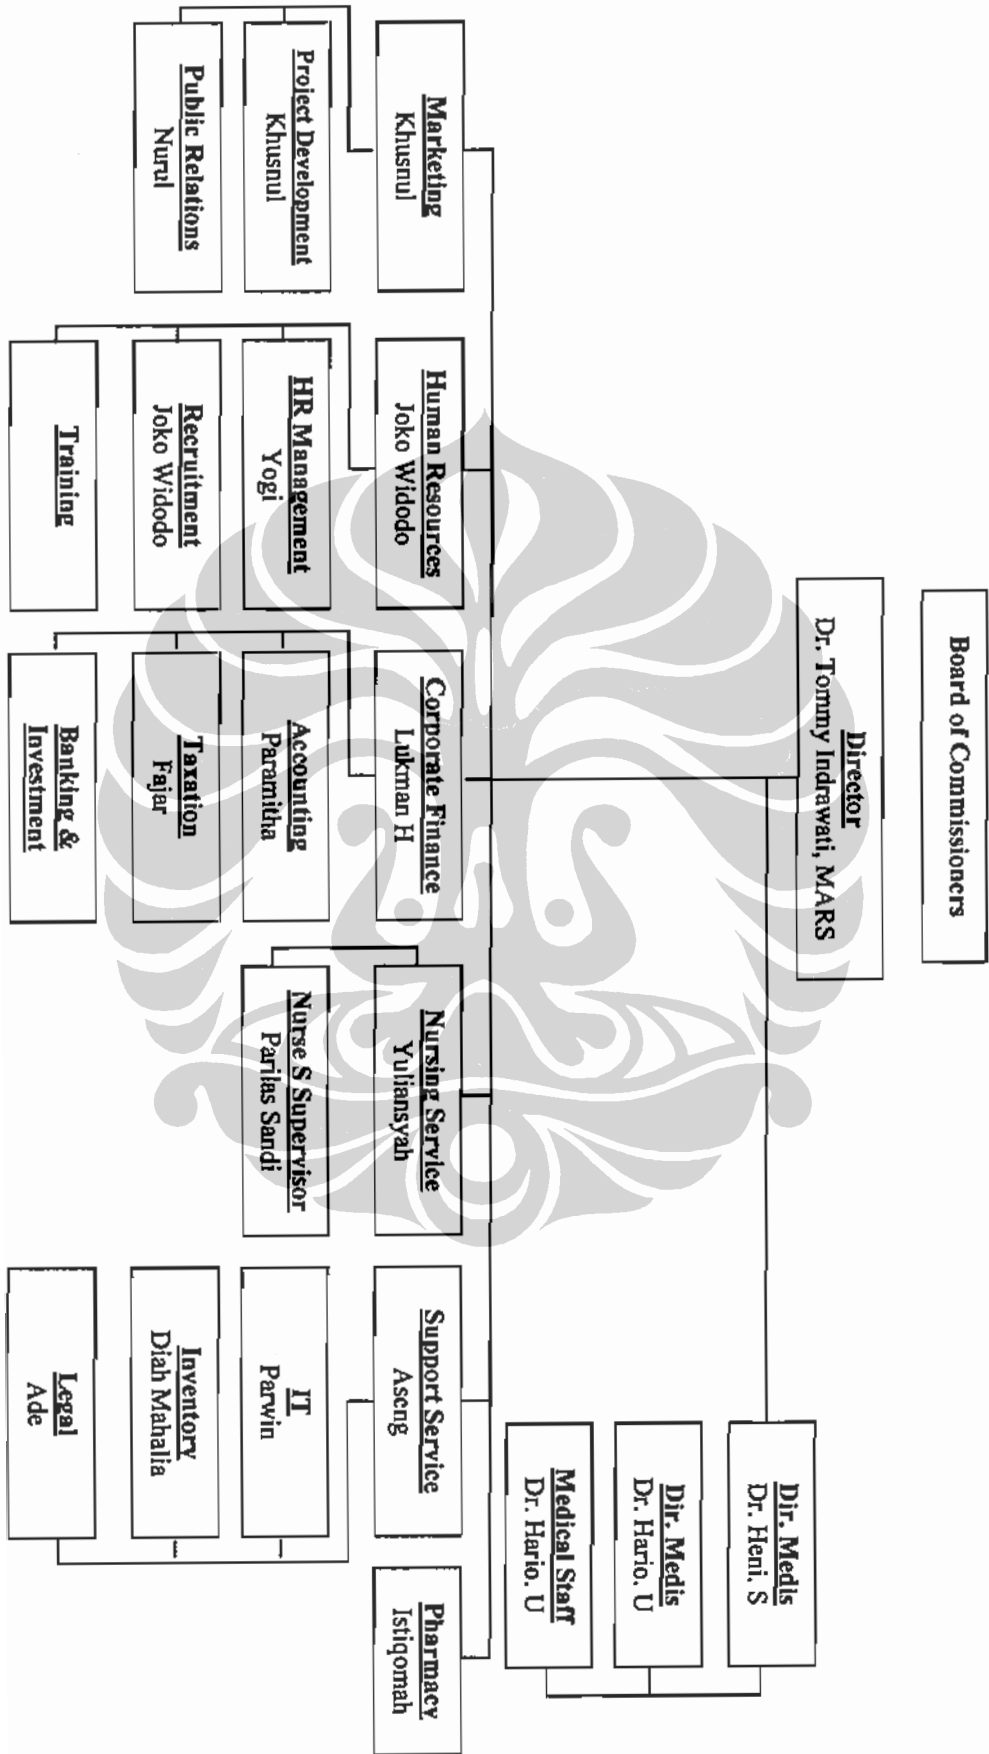 Board of Commissioners
Director
Dr. Tommy Indrawati, MARS
Dir. Medis
Dr. Heni. S
Dir. Medis
Dr. Hario. U
Medical Staff
Dr. Hario. U
Marketing
Khusnul
Project Development
Khusnul
Public Relations
Nurul
Human Resources
Joko Widodo
HR Management
Yogi
Recruitment
Joko Widodo
Training
Corporate Finance
Lukman H
Accounting
Paramitha
Taxation
Fajar
Banking &
Investment
Nursing Service
Yuliansyah
Nurse S Supervisor
Parilas Sandi
Support Service
Aseng
IT
Parwin
Inventory
Diah Mahalia
Legal
Ade
Pharmacy
Istiqomah